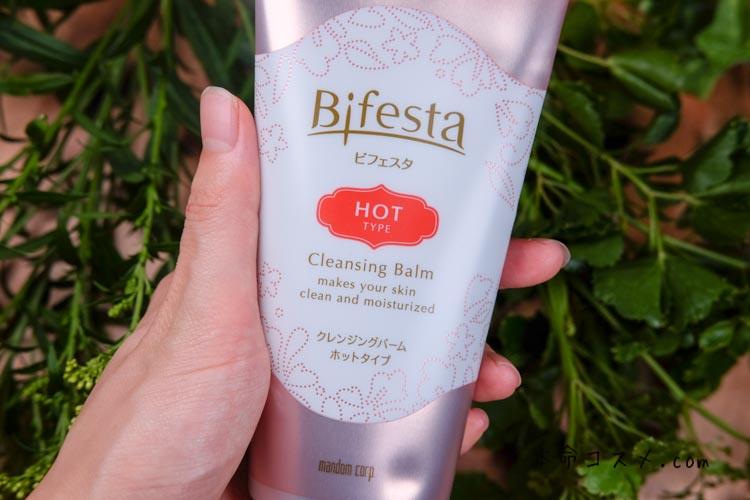 Bifesta
ビフェスタ
HOT
TYPE
Cleansing Balm
makes your skin
clean and moisturized
クレンジングバーム
ホットタイプ
mandom corp.
命コスメ.com